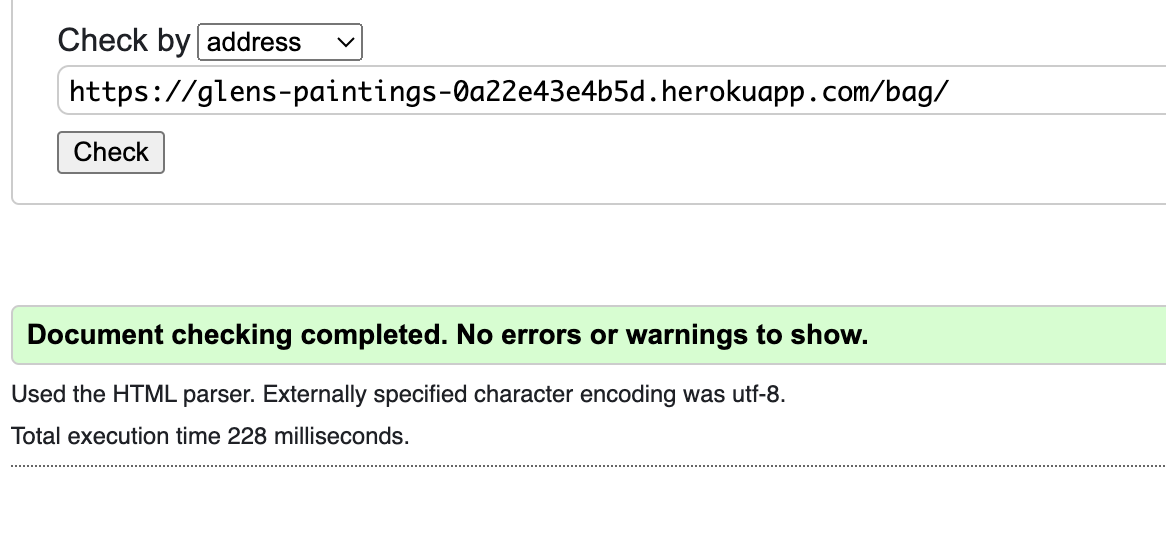 Check by address
https://glens-paintings-0a22e43e4b5d.herokuapp.com/bag/
Check
Document checking completed. No errors or warnings to show.
Used the HTML parser. Externally specified character encoding was utf-8.
Total execution time 228 milliseconds.